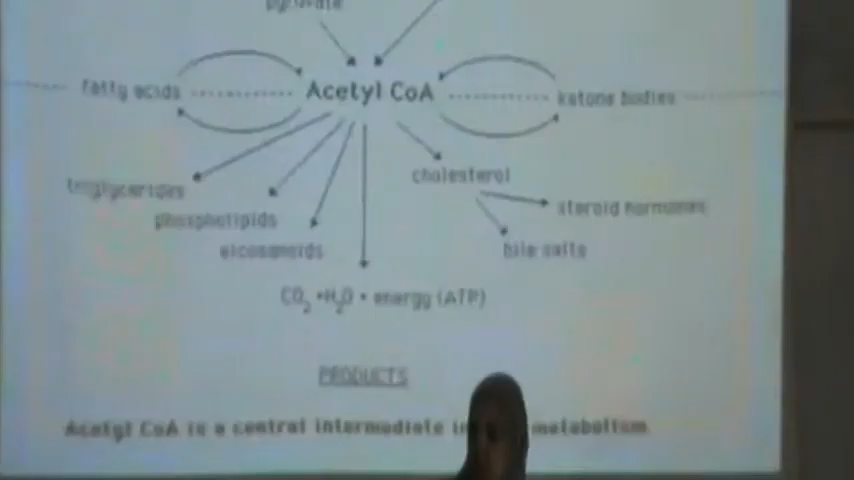 pyruvate
fatty acids
Acetyl CoA
ketone bodies
cholesterol
triglycerides
steroid hormones
phospholipids
eicosanoids
bile salts
CO2 + H2O + energy (ATP)
PRODUCTS
Acetyl CoA is a central intermediate in metabolism